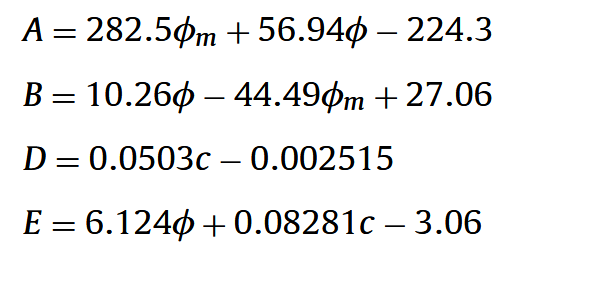 A = 282.5ϕₘ + 56.94ϕ − 224.3
B = 10.26ϕ − 44.49ϕₘ + 27.06
D = 0.0503c − 0.002515
E = 6.124ϕ + 0.08281c − 3.06